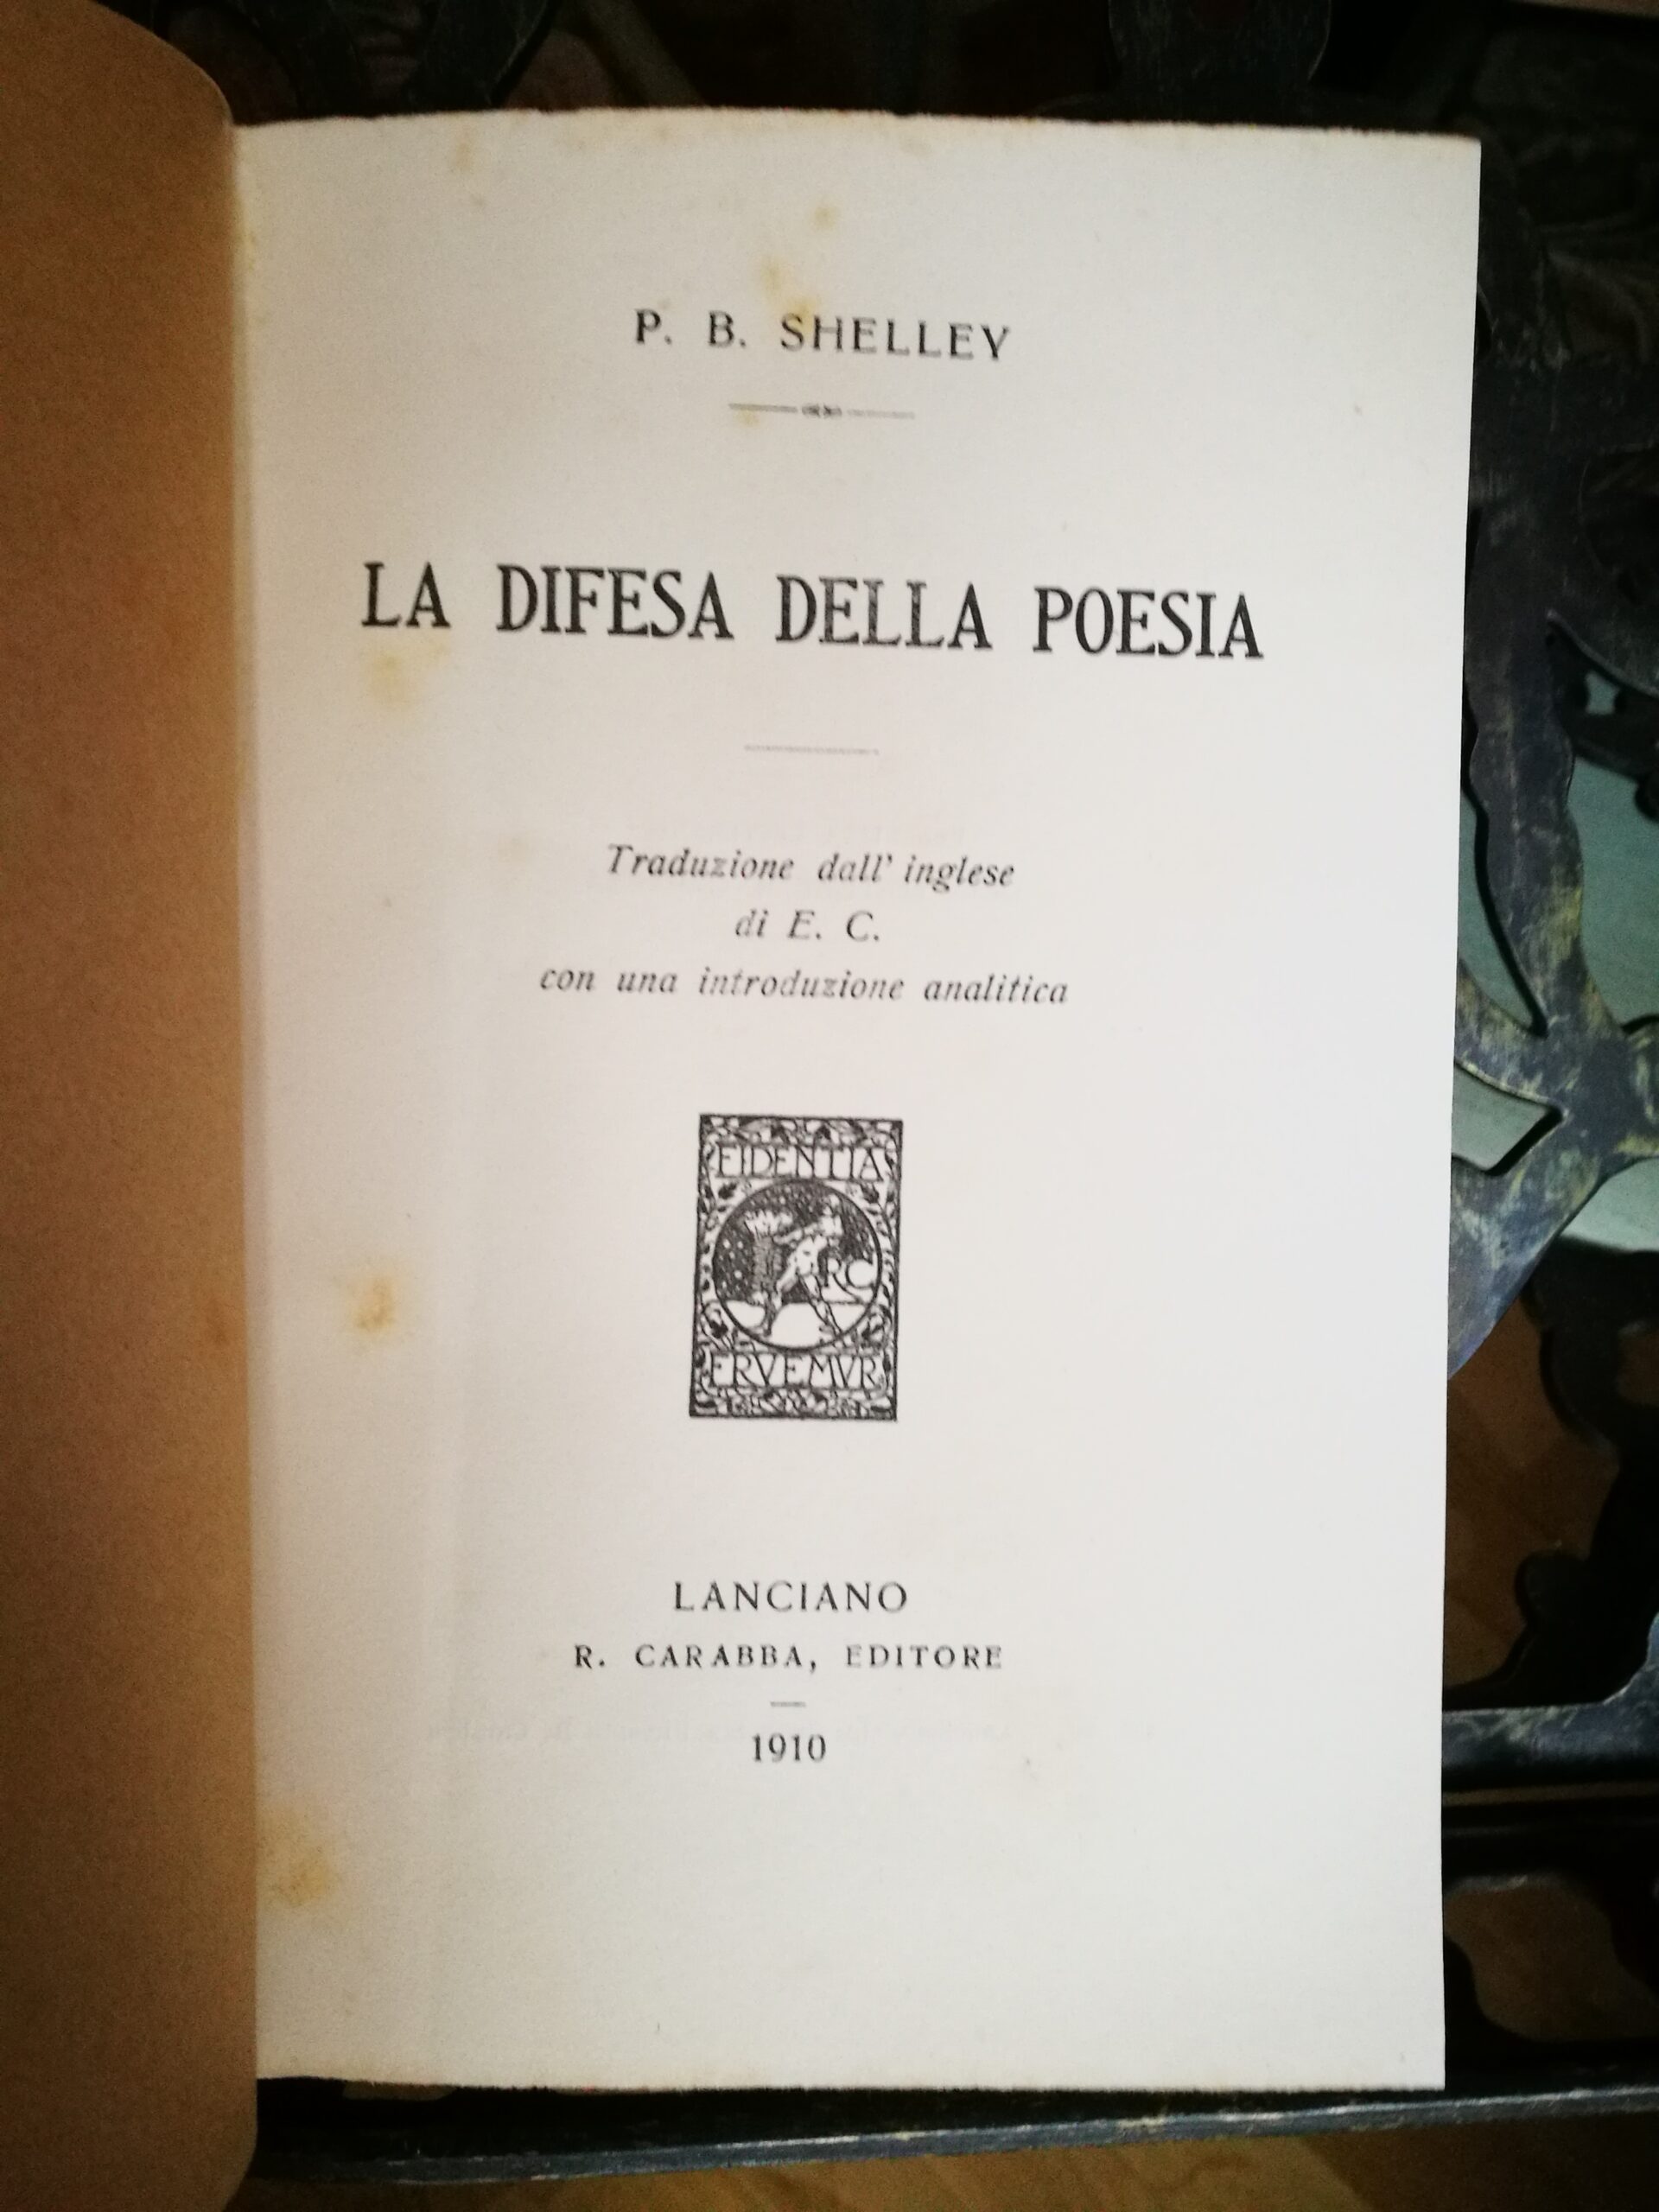 P. B. SHELLEY
LA DIFESA DELLA POESIA
Traduzione dall' inglese
di E. C.
con una introduzione analitica
FIDENTIA
RC
FRVEMVR
LANCIANO
R. CARABBA, EDITORE
1910